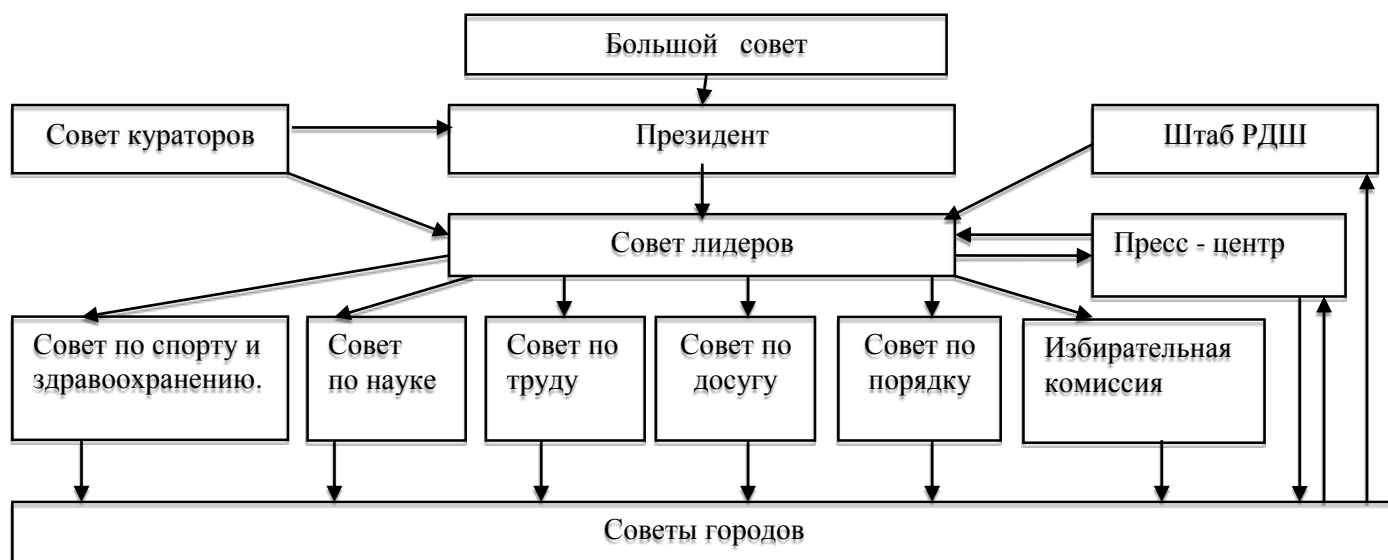 Большой совет
Совет кураторов
Президент
Штаб РДШ
Совет лидеров
Пресс - центр
Совет по спорту и
здравоохранению.
Совет
по науке
Совет по
труду
Совет по
досугу
Совет по
порядку
Избирательная
комиссия
Советы городов